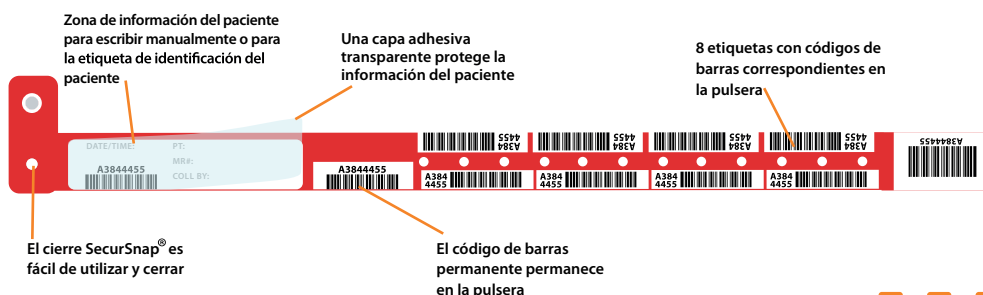 Zona de información del paciente
para escribir manualmente o para
la etiqueta de identificación del
paciente
Una capa adhesiva
transparente protege la
información del paciente
8 etiquetas con códigos de
barras correspondientes en
la pulsera
DATE/TIME:
PT:
MR#:
COLL BY:
A3844455
A3844455
A384
4455
A384
4455
A384
4455
A384
4455
A384
4455
A384
4455
A384
4455
A384
4455
A3844455
El cierre SecurSnap® es
fácil de utilizar y cerrar
El código de barras
permanente permanece
en la pulsera